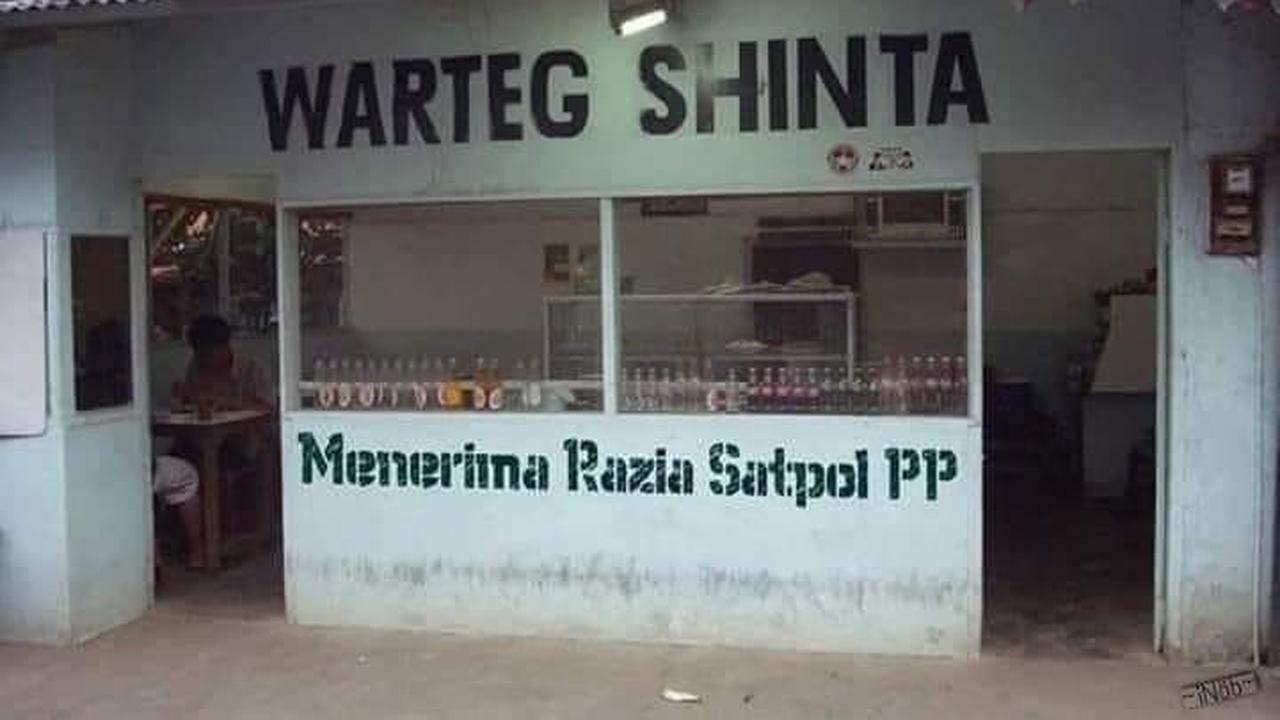 WARTEG SHINTA
Menerima Razia Satpol PP